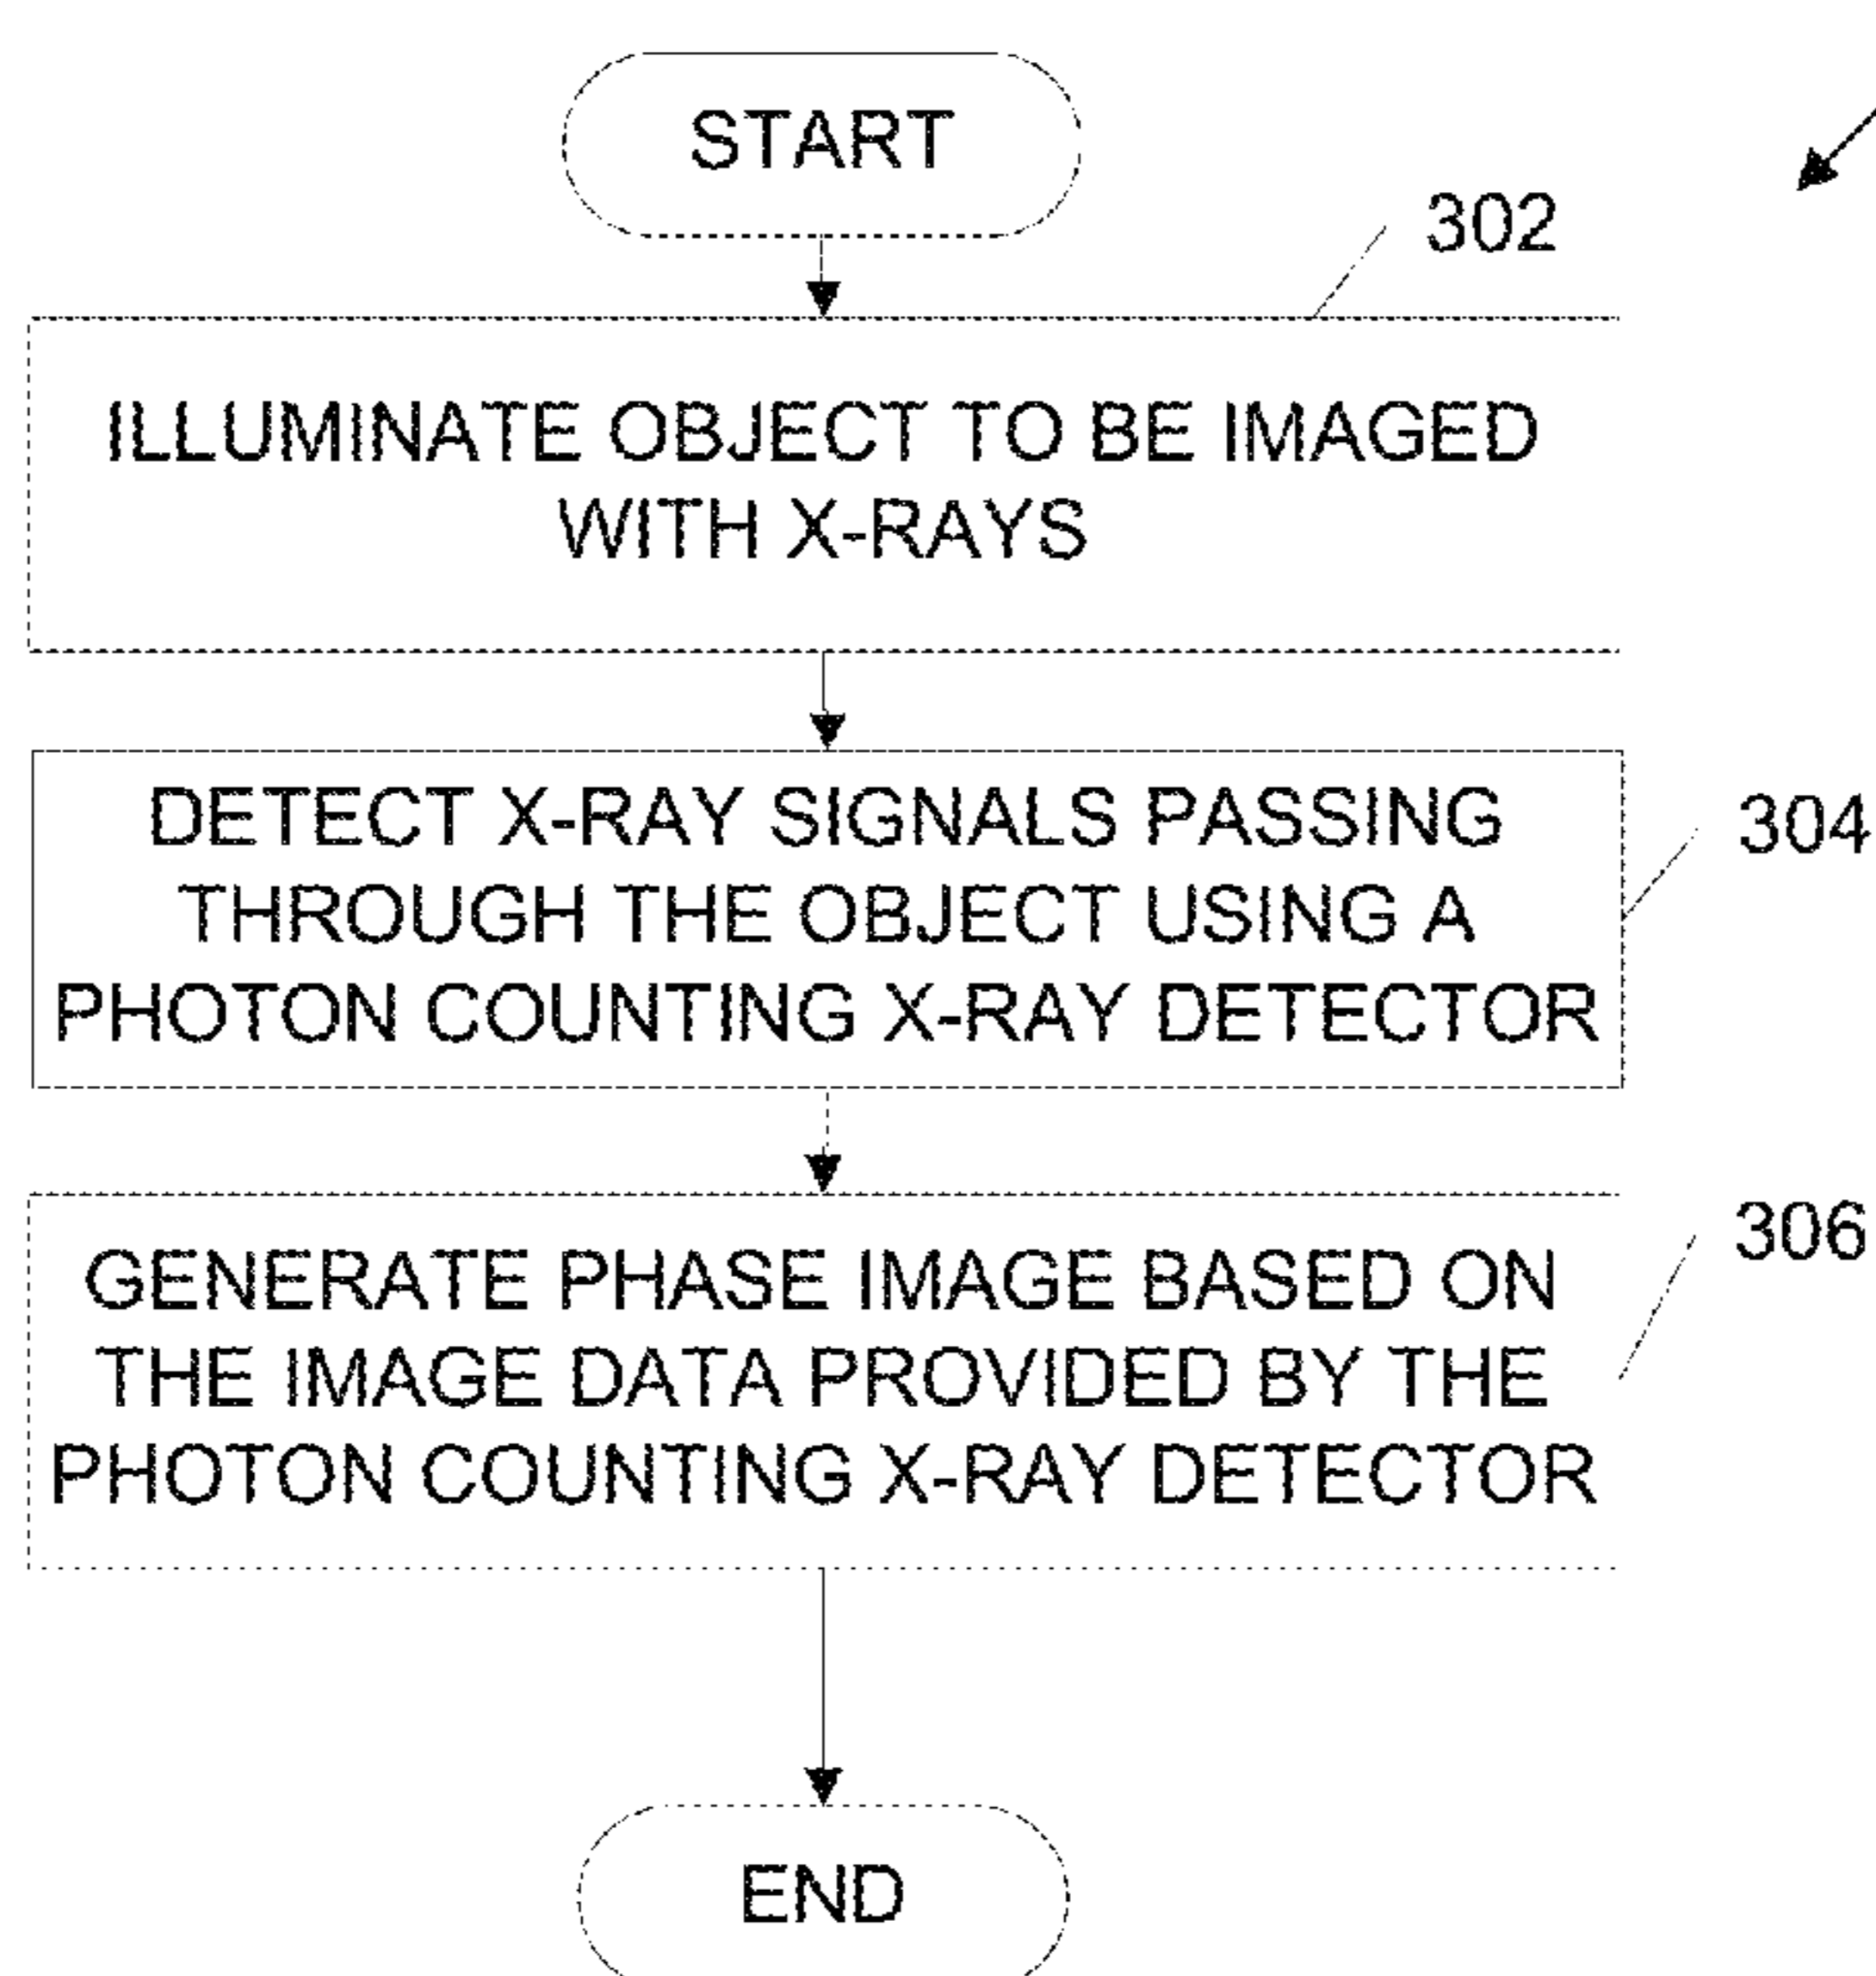 START
302
ILLUMINATE OBJECT TO BE IMAGED
WITH X-RAYS
DETECT X-RAY SIGNALS PASSING
THROUGH THE OBJECT USING A
PHOTON COUNTING X-RAY DETECTOR
304
GENERATE PHASE IMAGE BASED ON
THE IMAGE DATA PROVIDED BY THE
PHOTON COUNTING X-RAY DETECTOR
306
END